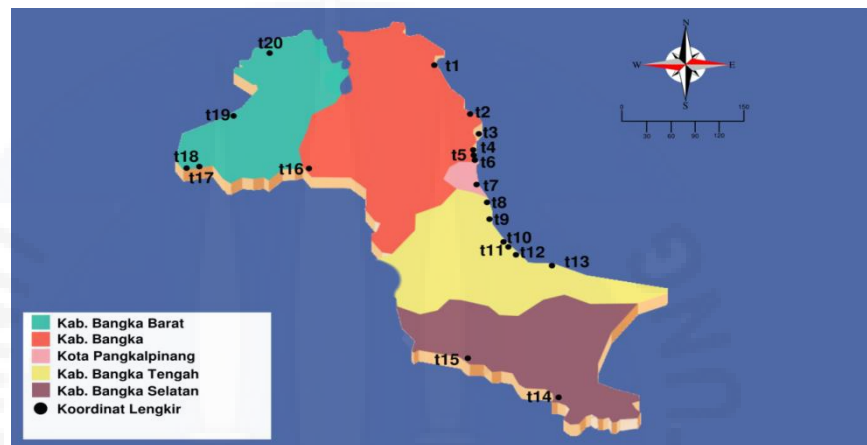 t20
t1
t2
t19
t3
t4
t5
t6
t18
t17
t16
t7
t8
t9
t10
t11
t12
t13
t15
t14
N
W
E
S
0
150
30 60 90 120
Kab. Bangka Barat
Kab. Bangka
Kota Pangkalpinang
Kab. Bangka Tengah
Kab. Bangka Selatan
Koordinat Lengkir
TUNG